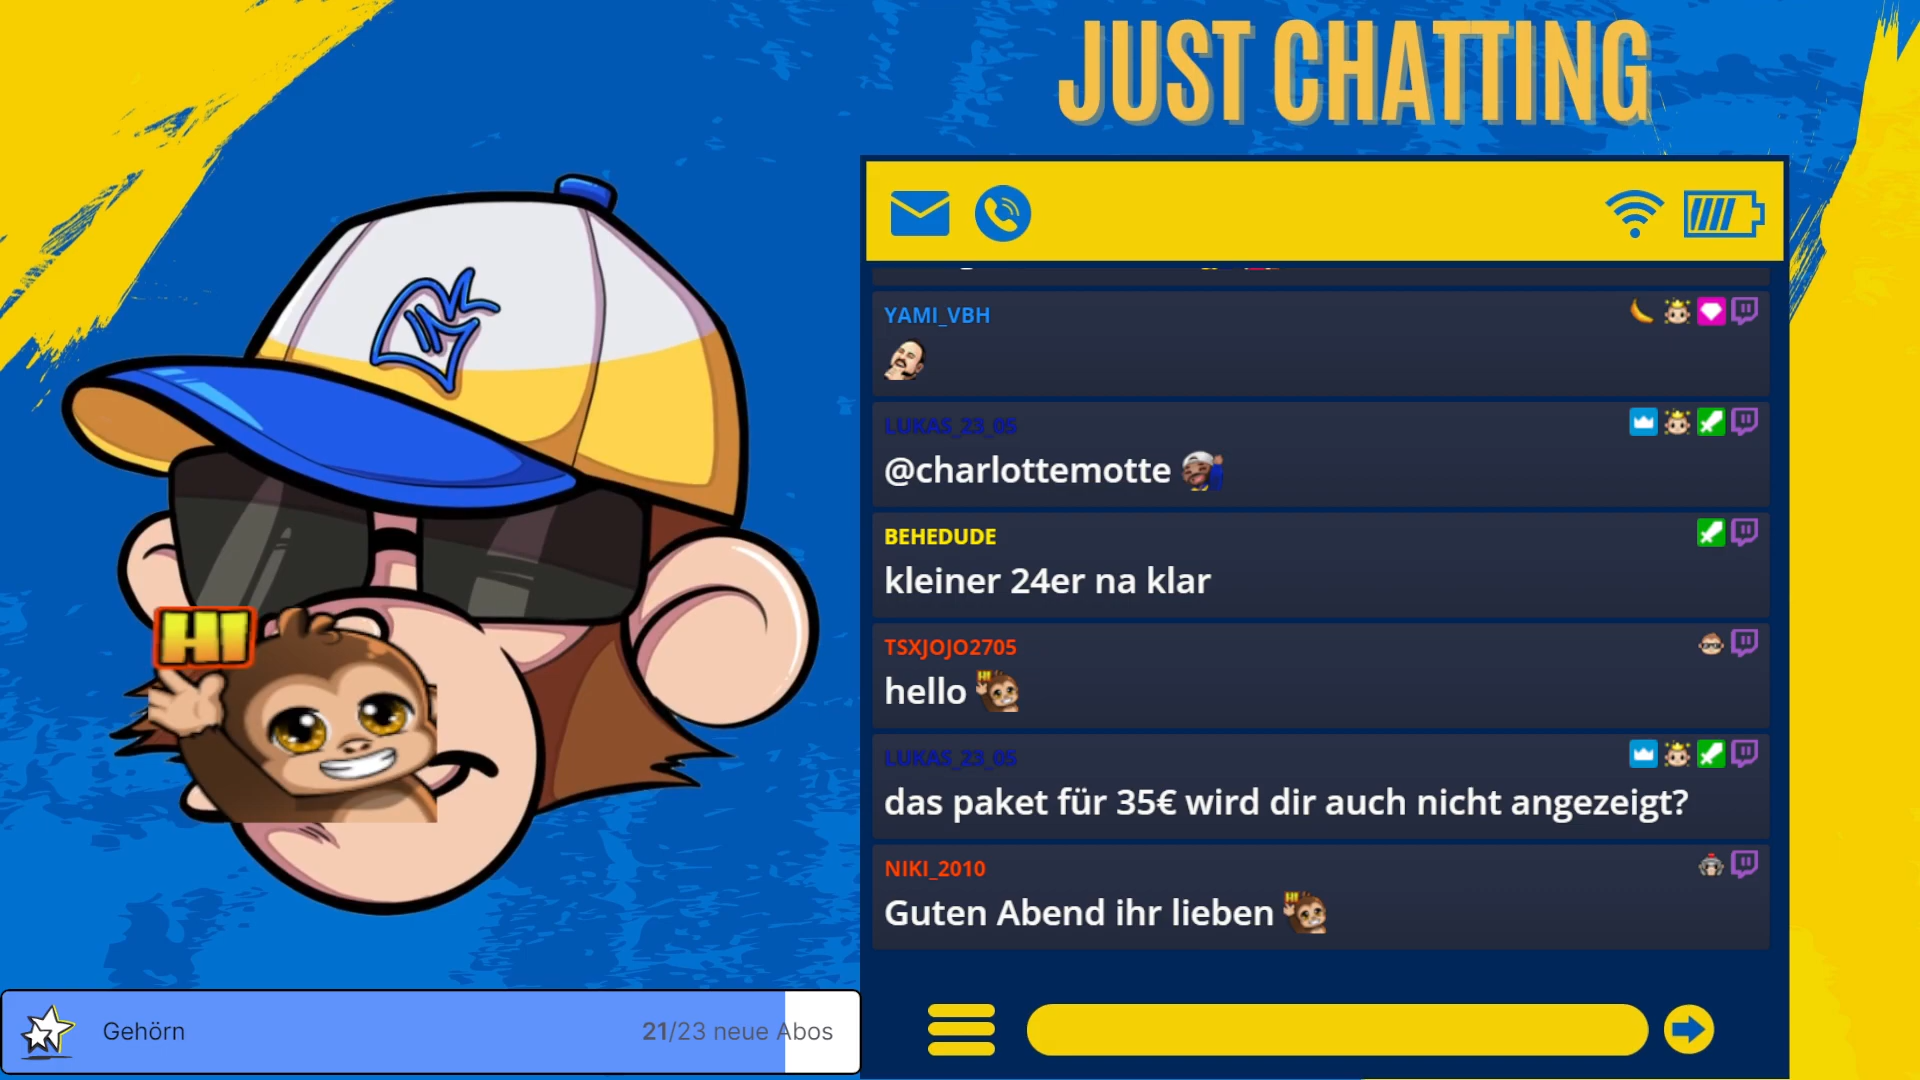 JUST CHATTING
YAMI_VBH
LUKAS_23_05
@charlottemotte
BEHEDUDE
kleiner 24er na klar
TSXJOJO2705
hello
LUKAS_23_05
das paket für 35€ wird dir auch nicht angezeigt?
NIKI_2010
Guten Abend ihr lieben
HI
Gehörn
21/23 neue Abos